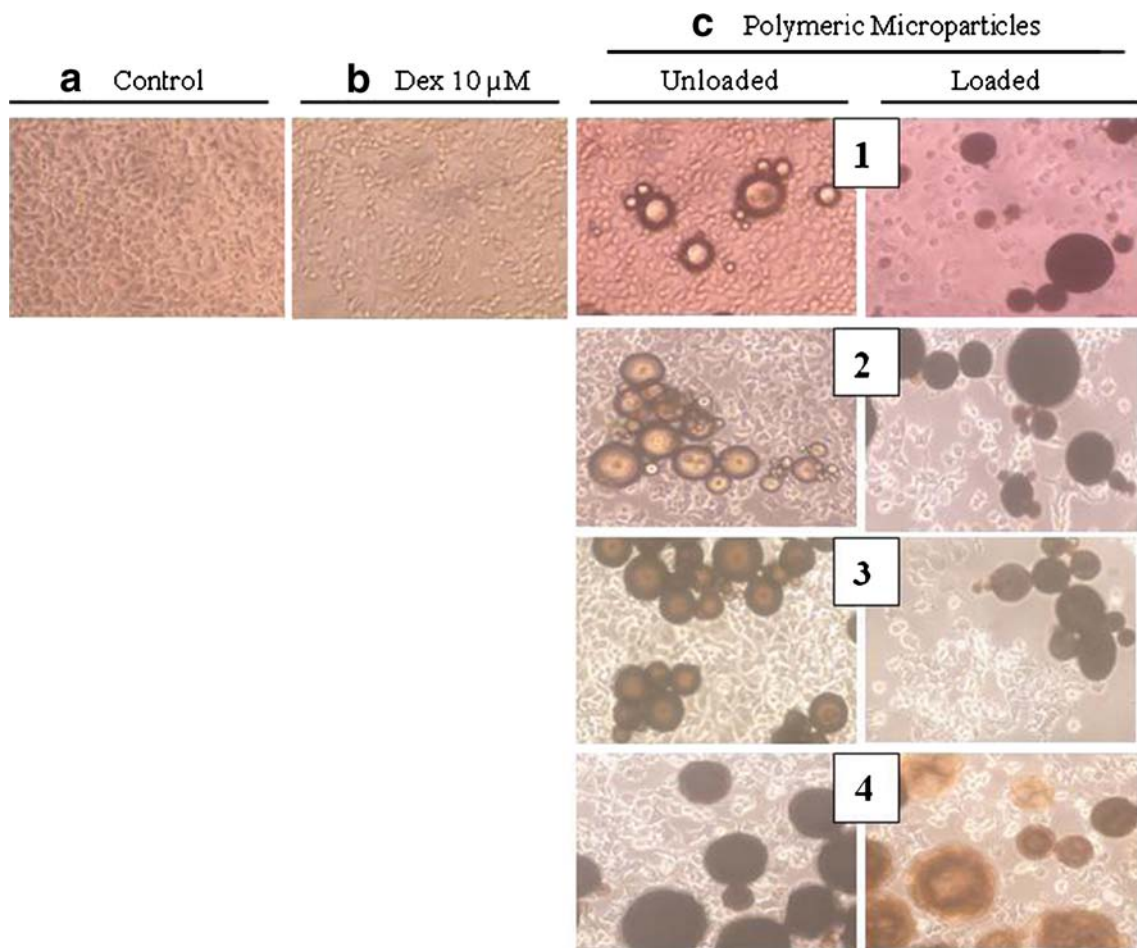 c Polymeric Microparticles
a Control
b Dex 10 µM
Unloaded
Loaded
1
2
3
4